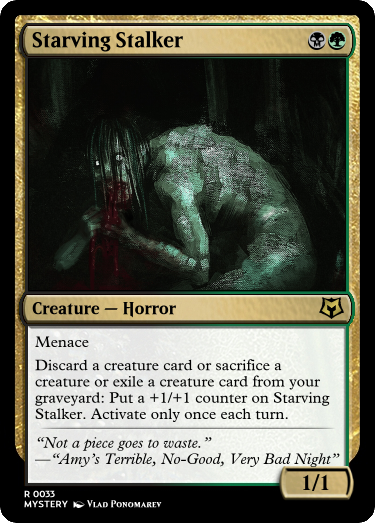 Starving Stalker
Creature — Horror
Menace
Discard a creature card or sacrifice a
creature or exile a creature card from your
graveyard: Put a +1/+1 counter on Starving
Stalker. Activate only once each turn.
“Not a piece goes to waste.”
—“Amy's Terrible, No-Good, Very Bad Night”
1/1
R 0033
MYSTERY Vlad Ponomarev